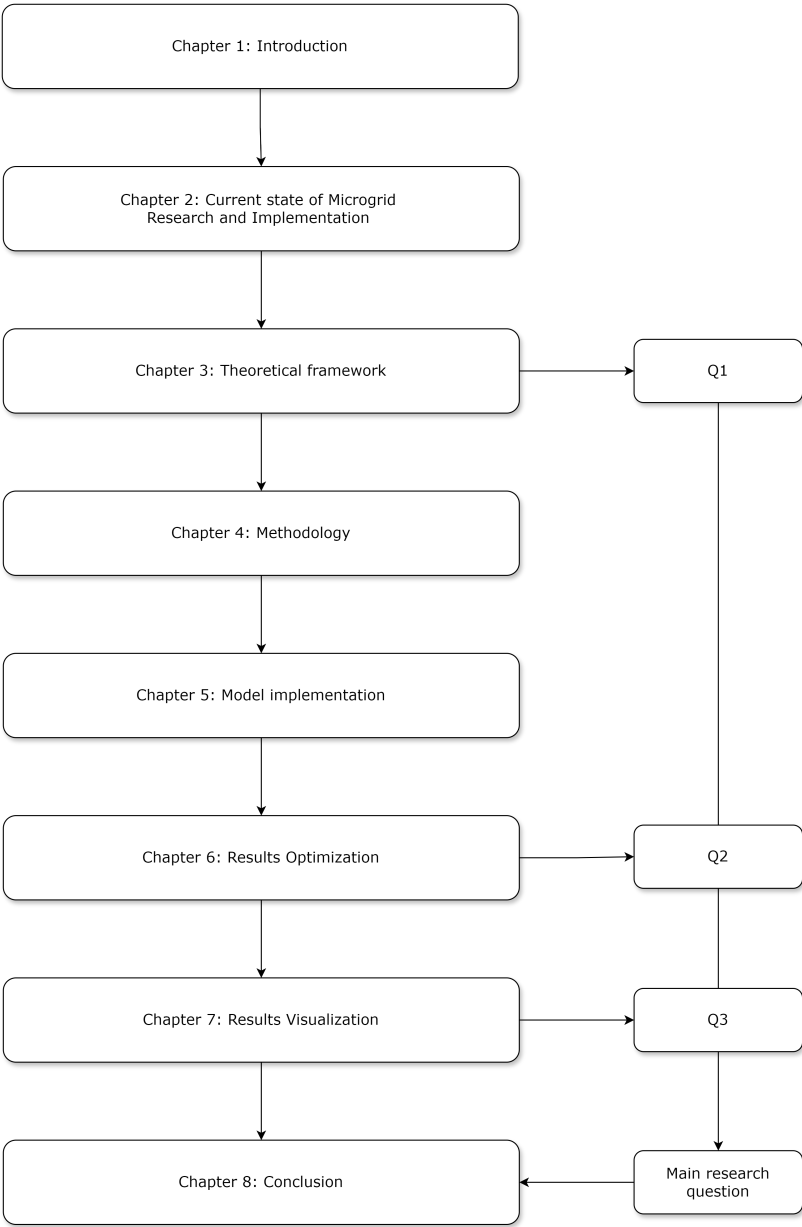 Chapter 1: Introduction
Chapter 2: Current state of Microgrid
Research and Implementation
Chapter 3: Theoretical framework
Q1
Chapter 4: Methodology
Chapter 5: Model implementation
Chapter 6: Results Optimization
Q2
Chapter 7: Results Visualization
Q3
Chapter 8: Conclusion
Main research
question